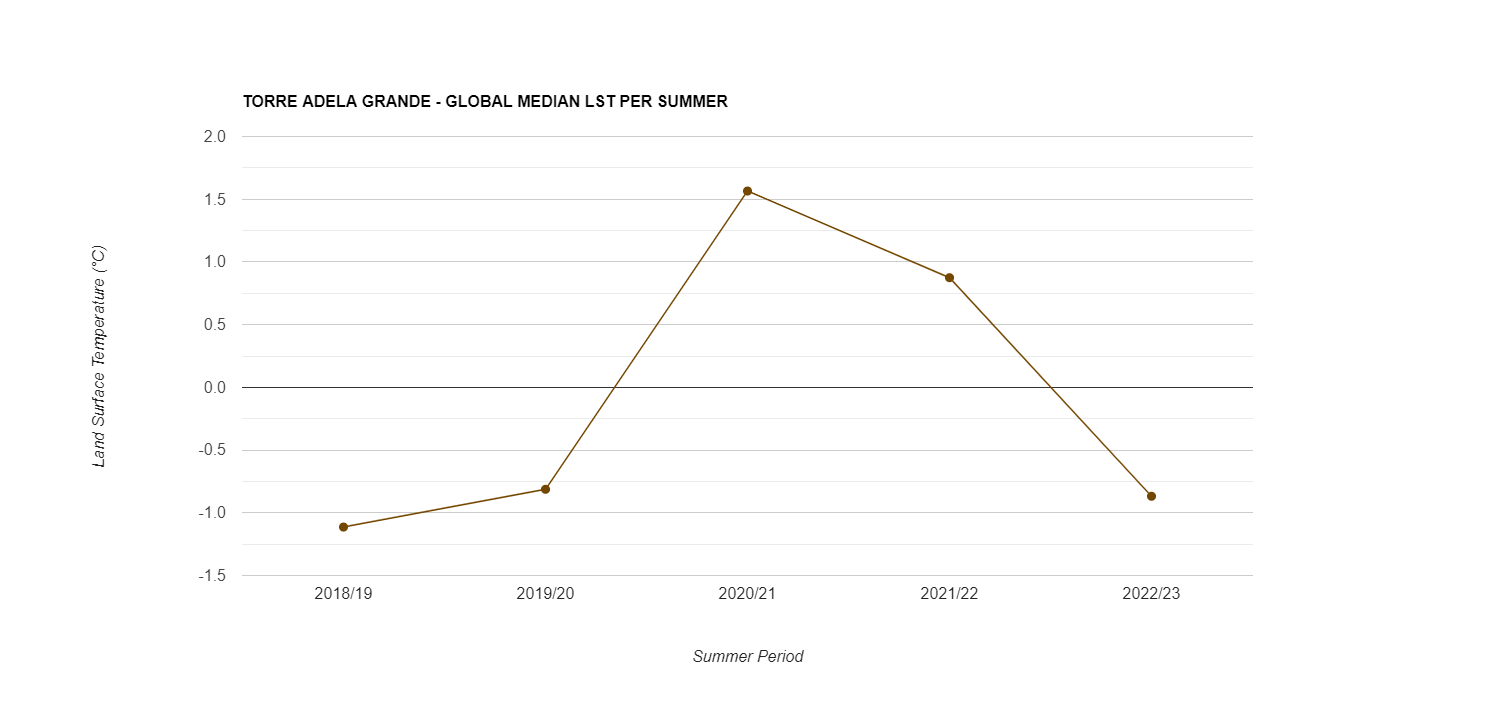 TORRE ADELA GRANDE - GLOBAL MEDIAN LST PER SUMMER
2.0
1.5
1.0
0.5
0.0
-0.5
-1.0
-1.5
Land Surface Temperature (°C)
2018/19 2019/20 2020/21 2021/22 2022/23
Summer Period